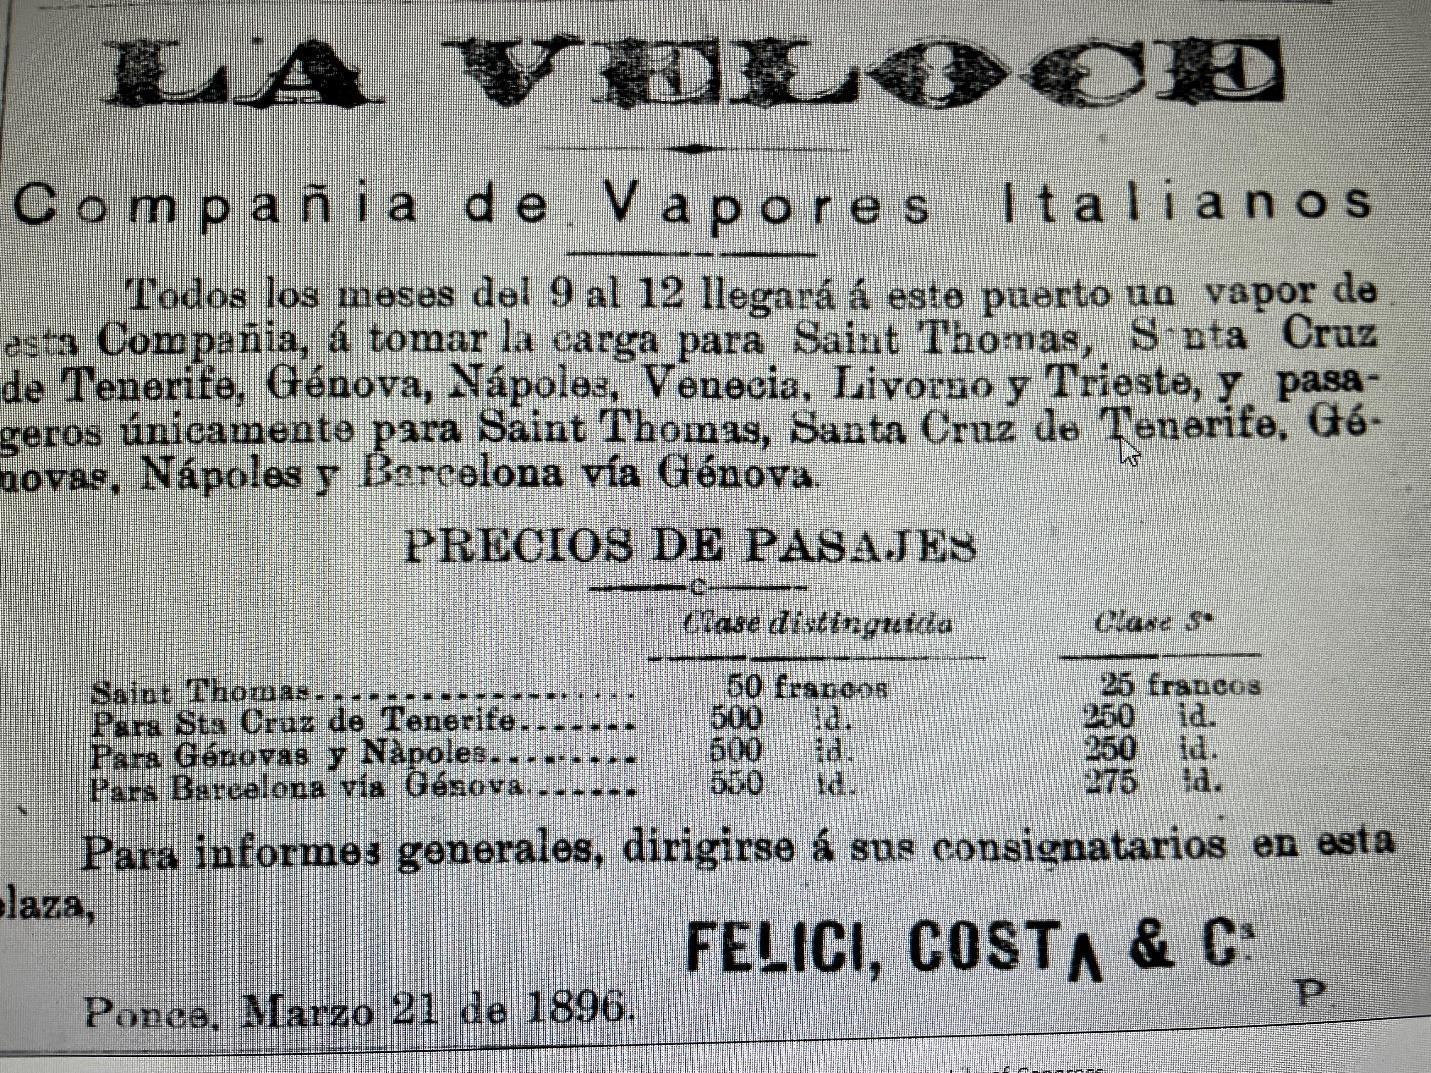 LA VELOCE
Compañia de Vapores Italianos
Todos los meses del 9 al 12 llegará á este puerto un vapor de
esta Compañia, á tomar la carga para Saint Thomas, Santa Cruz
de Tenerife, Génova, Nápoles, Venecia, Livorno y Trieste, y pasa-
geros únicamente para Saint Thomas, Santa Cruz de Tenerife, Gé-
novas, Nápoles y Barcelona vía Génova.
PRECIOS DE PASAJES
Clase distinguida Clase 3ª
Saint Thomas.................... 50 francos 25 francos
Para Sta Cruz de Tenerife....... 500 id. 250 id.
Para Génovas y Nàpoles......... 500 id. 250 id.
Para Barcelona vía Génova....... 550 id. 275 id.
Para informes generales, dirigirse á sus consignatarios en esta
plaza,
FELICI, COSTA & Cª
Ponce, Marzo 21 de 1896.
P.